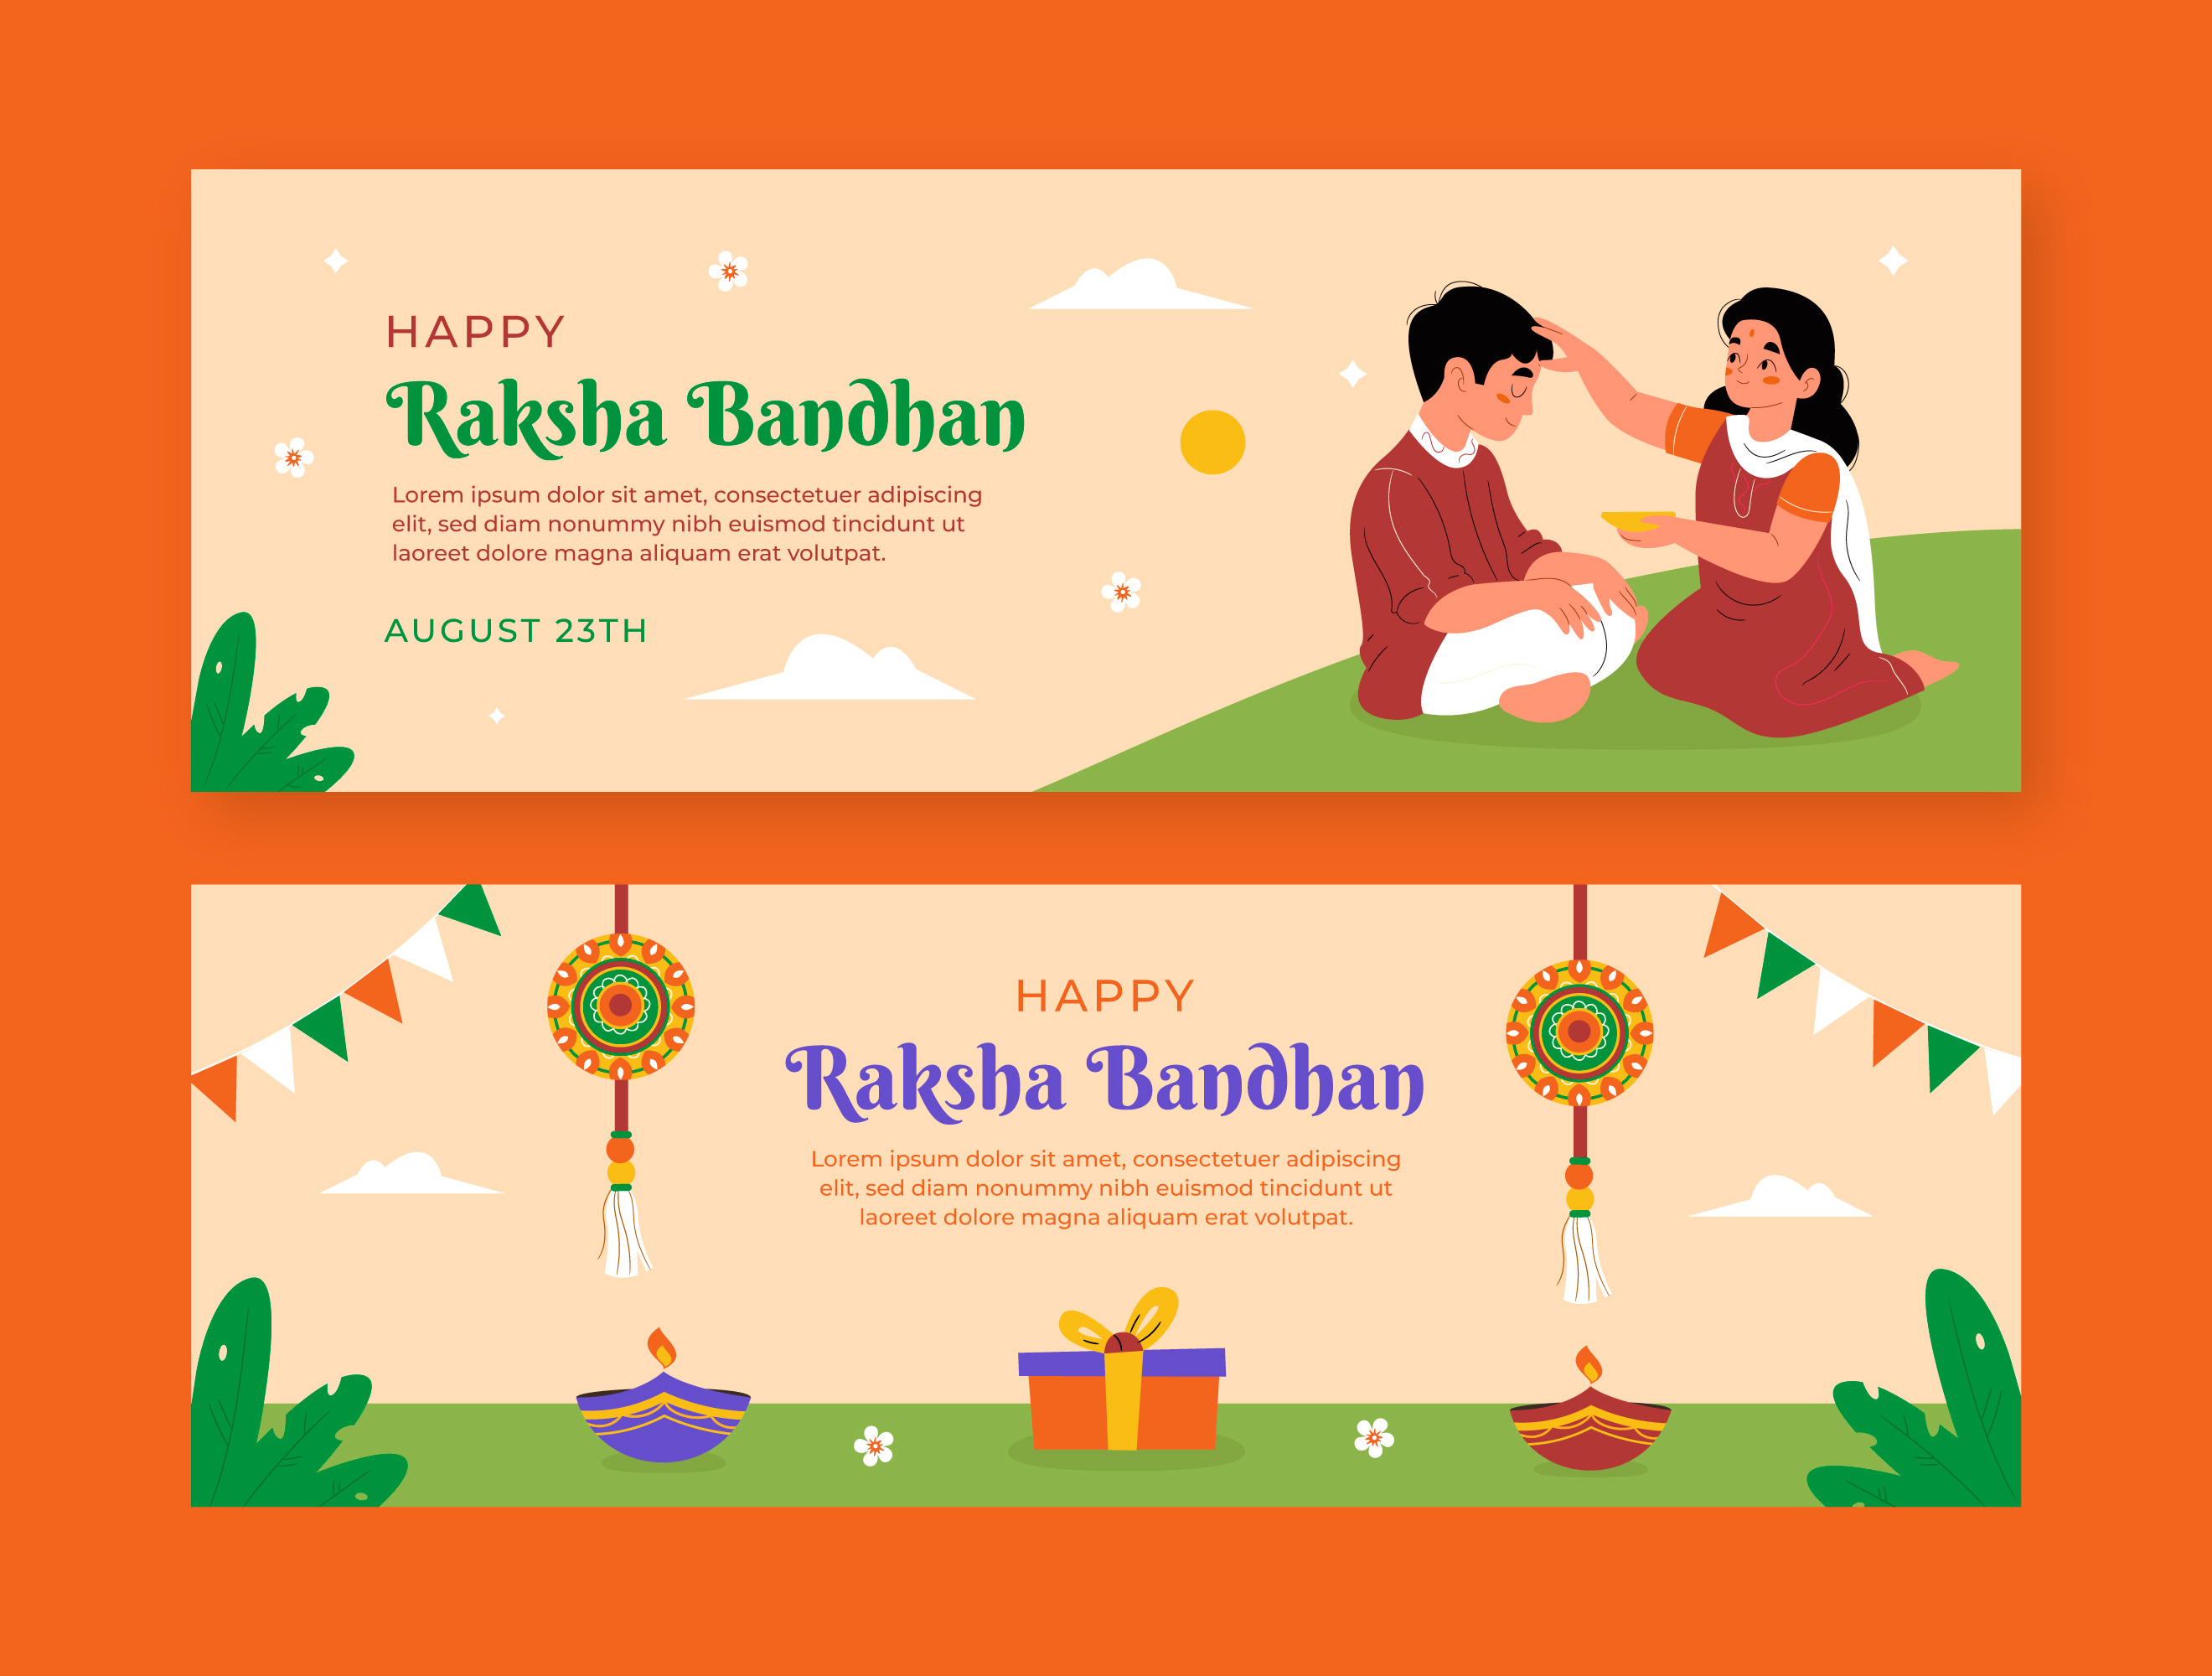 HAPPY
Raksha Bandhan
Lorem ipsum dolor sit amet, consectetuer adipiscing
elit, sed diam nonummy nibh euismod tincidunt ut
laoreet dolore magna aliquam erat volutpat.
AUGUST 23TH
HAPPY
Raksha Bandhan
Lorem ipsum dolor sit amet, consectetuer adipiscing
elit, sed diam nonummy nibh euismod tincidunt ut
laoreet dolore magna aliquam erat volutpat.